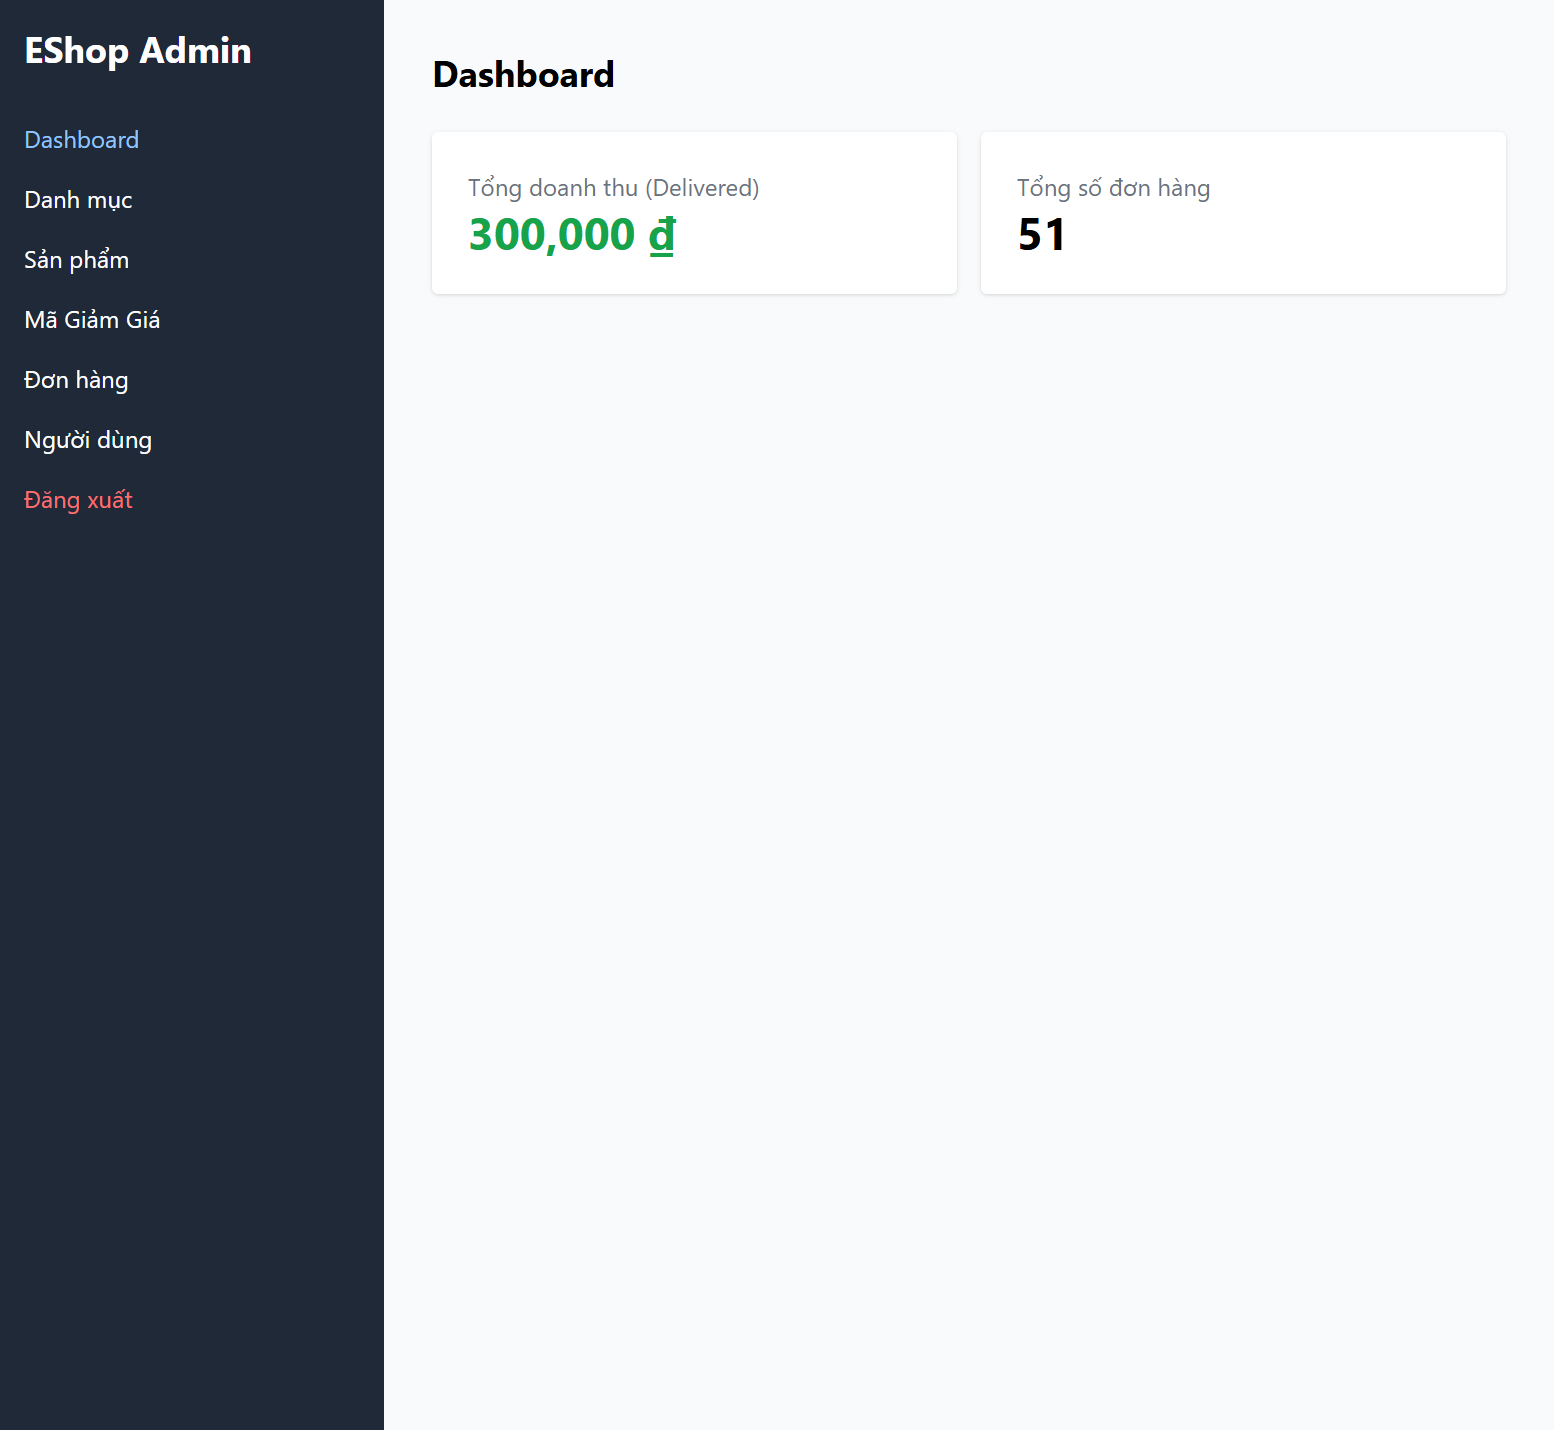 EShop Admin
Dashboard
Danh mục
Sản phẩm
Mã Giảm Giá
Đơn hàng
Người dùng
Đăng xuất
Dashboard
Tổng doanh thu (Delivered)
300,000 ₫
Tổng số đơn hàng
51